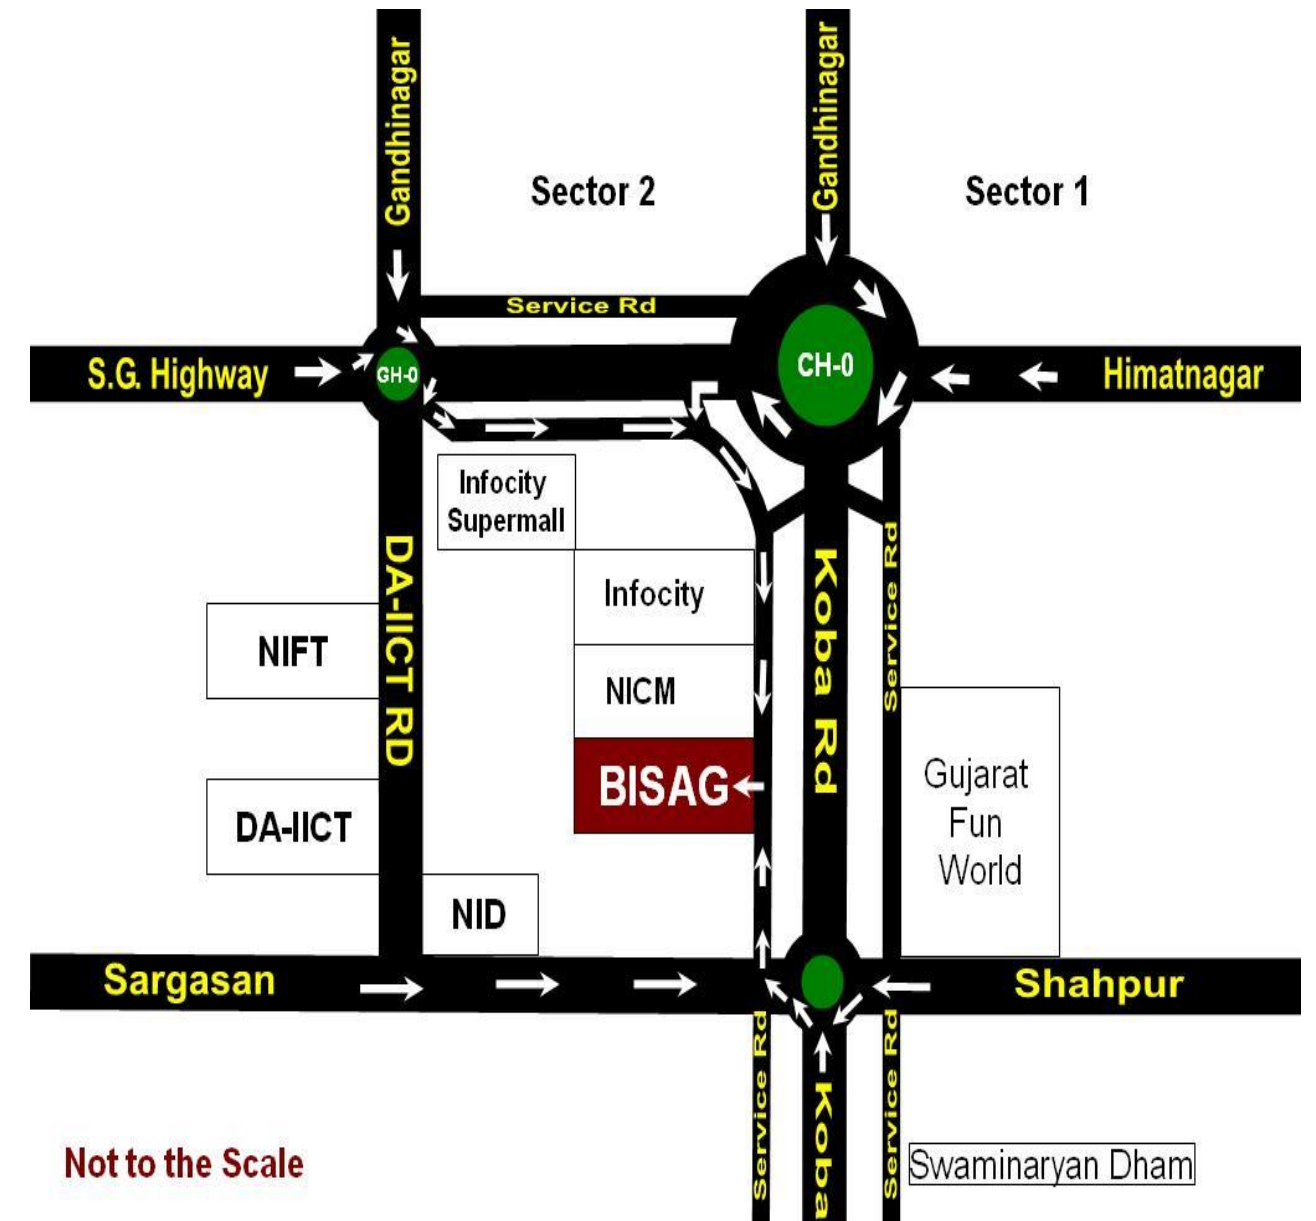 Gandhinagar
Gandhinagar
Sector 2
Sector 1
Service Rd
S.G. Highway
GH-0
CH-0
Himatnagar
Infocity
Supermall
DA-IICT RD
Koba Rd
Service Rd
Infocity
NIFT
NICM
BISAG
Gujarat
Fun
World
DA-IICT
NID
Sargasan
Shahpur
Service Rd
Koba
Service Rd
Not to the Scale
Swaminaryan Dham